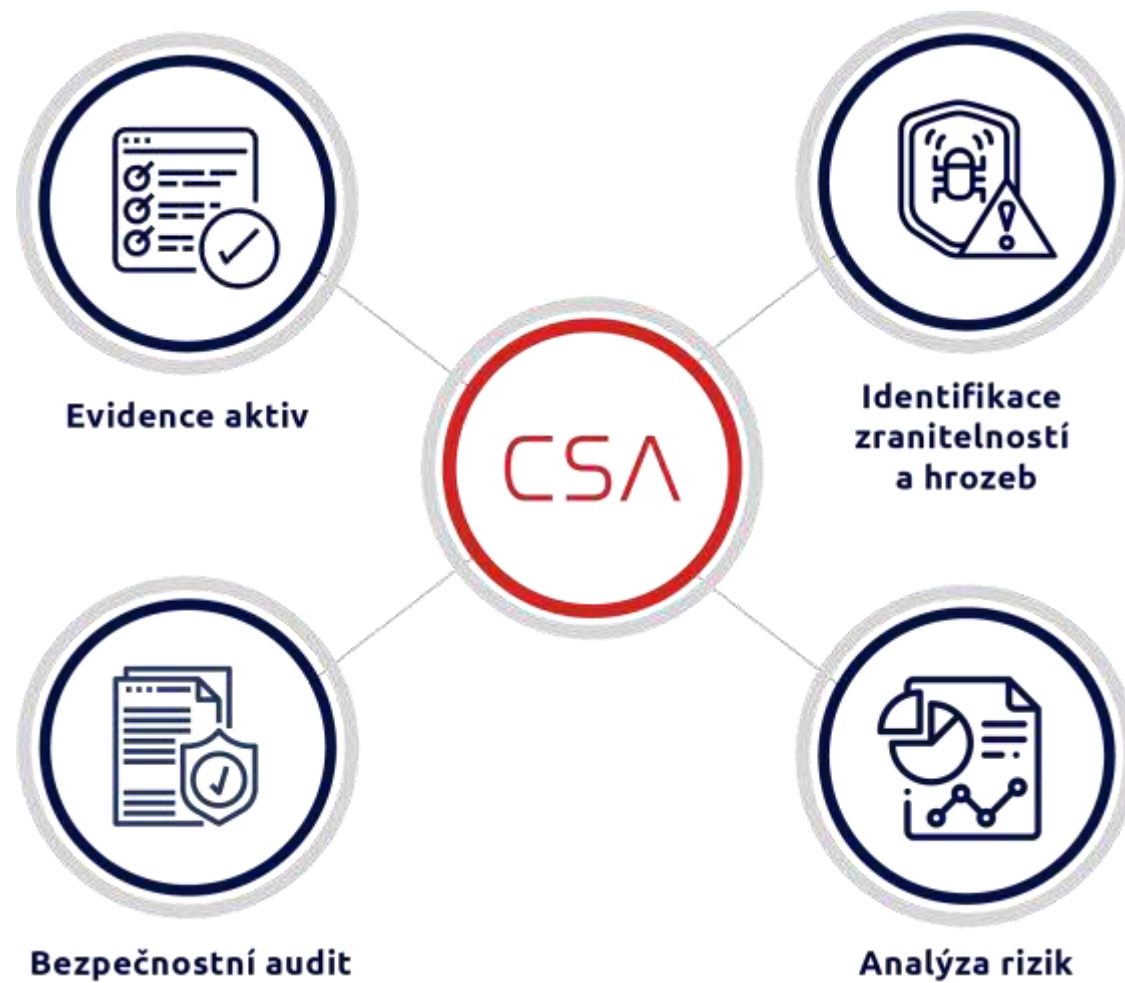 Evidence aktiv
Identifikace
zranitelností
a hrozeb
CSA
Bezpečnostní audit
Analýza rizik